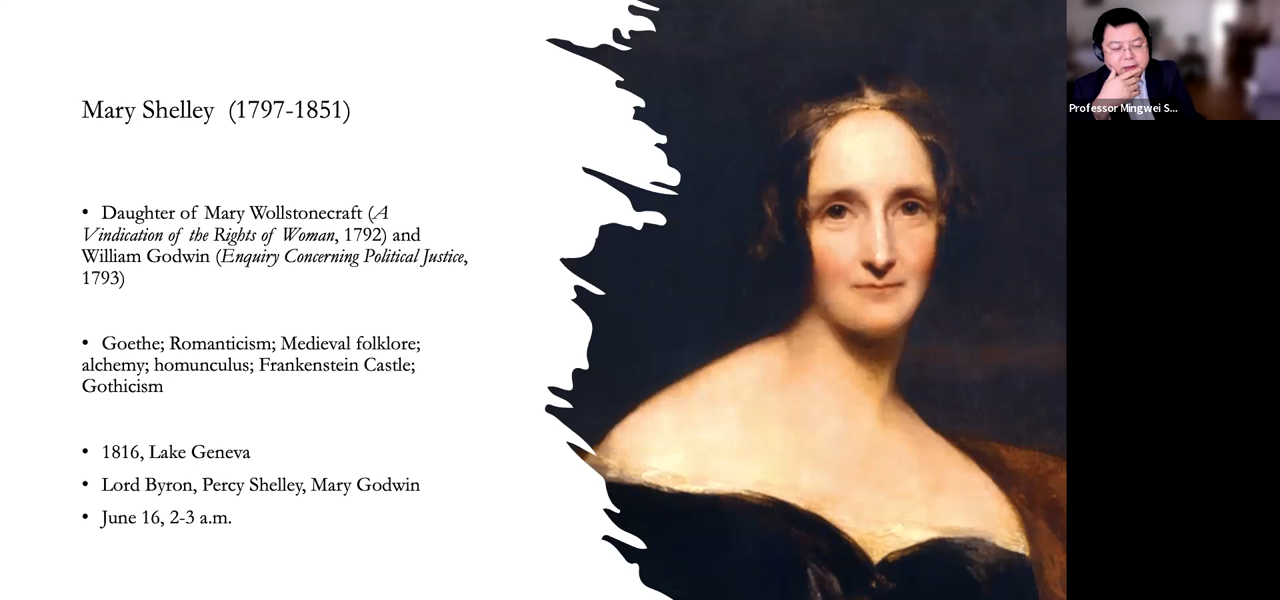 Mary Shelley (1797-1851)
• Daughter of Mary Wollstonecraft (A
Vindication of the Rights of Woman, 1792) and
William Godwin (Enquiry Concerning Political Justice,
1793)
• Goethe; Romanticism; Medieval folklore;
alchemy; homunculus; Frankenstein Castle;
Gothicism
• 1816, Lake Geneva
• Lord Byron, Percy Shelley, Mary Godwin
• June 16, 2-3 a.m.
Professor Mingwei S...